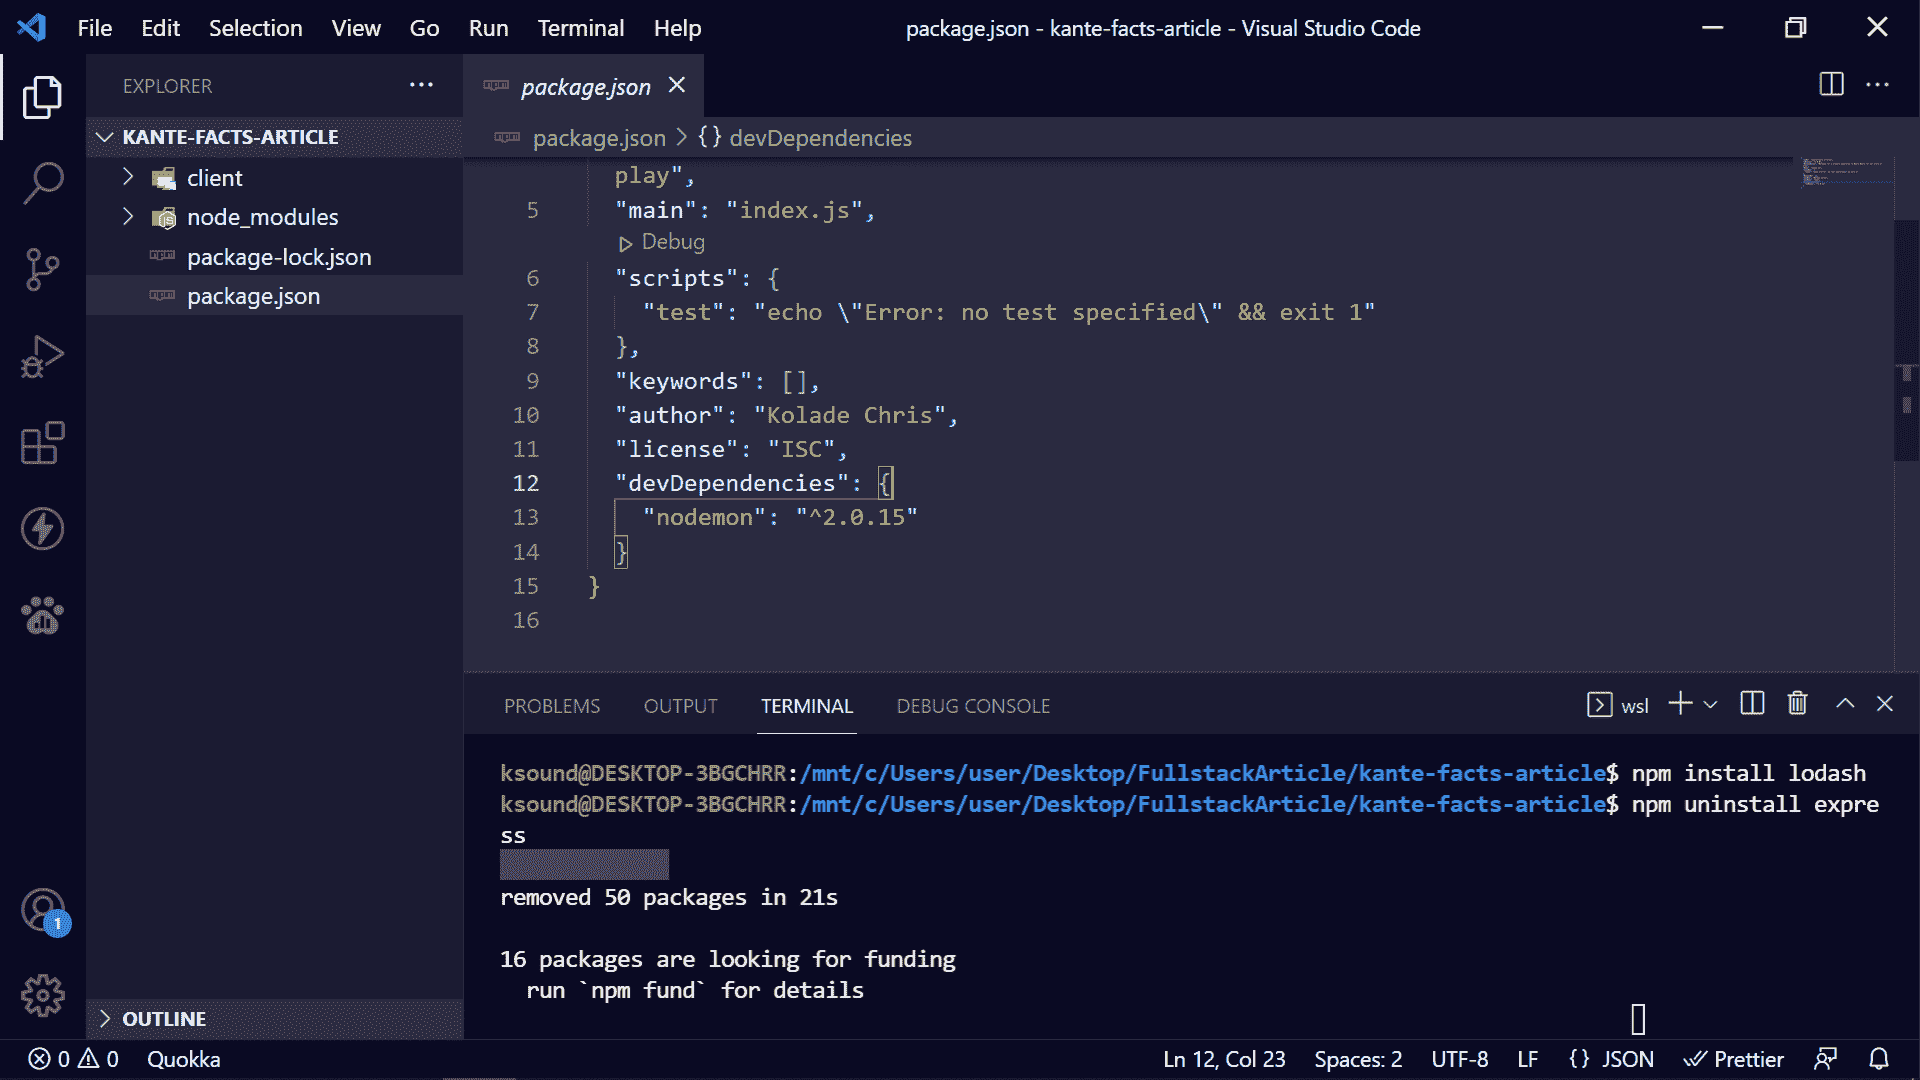 File Edit Selection View Go Run Terminal Help package.json - kante-facts-article - Visual Studio Code
EXPLORER
KANTE-FACTS-ARTICLE
client
node_modules
package-lock.json
package.json
OUTLINE
package.json
package.json > {} devDependencies
play",
5 "main": "index.js",
Debug
6 "scripts": {
7 "test": "echo \"Error: no test specified\" && exit 1"
8 },
9 "keywords": [],
10 "author": "Kolade Chris",
11 "license": "ISC",
12 "devDependencies": {
13 "nodemon": "^2.0.15"
14 }
15 }
16
PROBLEMS OUTPUT TERMINAL DEBUG CONSOLE wsl
ksound@DESKTOP-3BGCHRR:/mnt/c/Users/user/Desktop/FullstackArticle/kante-facts-article$ npm install lodash
ksound@DESKTOP-3BGCHRR:/mnt/c/Users/user/Desktop/FullstackArticle/kante-facts-article$ npm uninstall expre
ss
removed 50 packages in 21s
16 packages are looking for funding
run `npm fund` for details
1
0 0 Quokka Ln 12, Col 23 Spaces: 2 UTF-8 LF {} JSON Prettier